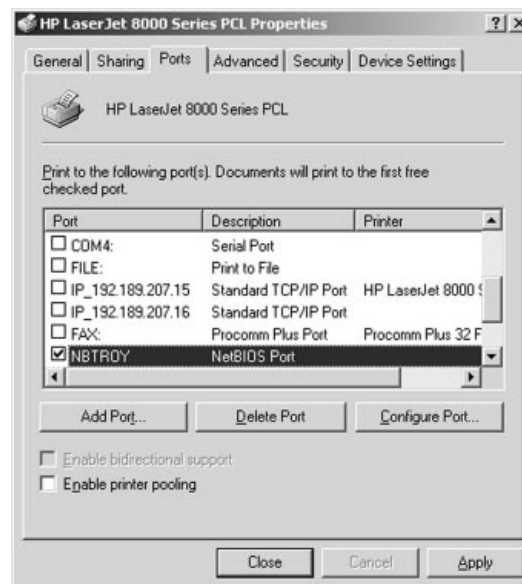 HP LaserJet 8000 Series PCL Properties
General Sharing Ports Advanced Security Device Settings
HP LaserJet 8000 Series PCL
Print to the following port(s). Documents will print to the first free
checked port.
Port Description Printer
COM4: Serial Port
FILE: Print to File
IP_192.189.207.15 Standard TCP/IP Port HP LaserJet 8000 S
IP_192.189.207.16 Standard TCP/IP Port
FAX: Procomm Plus Port Procomm Plus 32 F
NBTROY NetBIOS Port
Add Port... Delete Port Configure Port...
Enable bidirectional support
Enable printer pooling
Close Cancel Apply